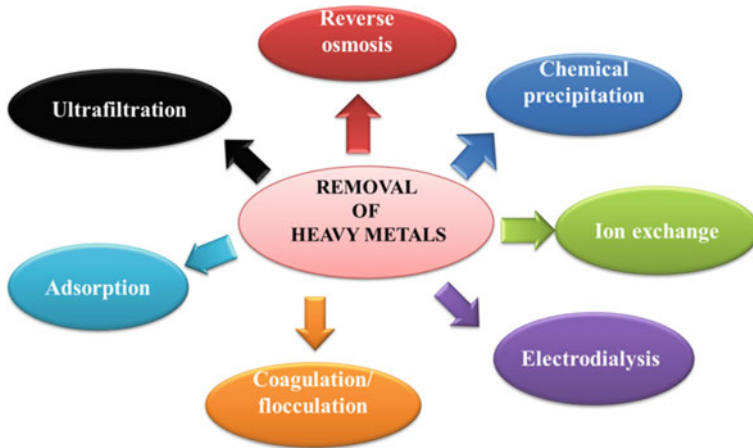 Reverse
osmosis
Chemical
precipitation
Ultrafiltration
REMOVAL
OF
HEAVY METALS
Ion exchange
Adsorption
Electrodialysis
Coagulation/
flocculation